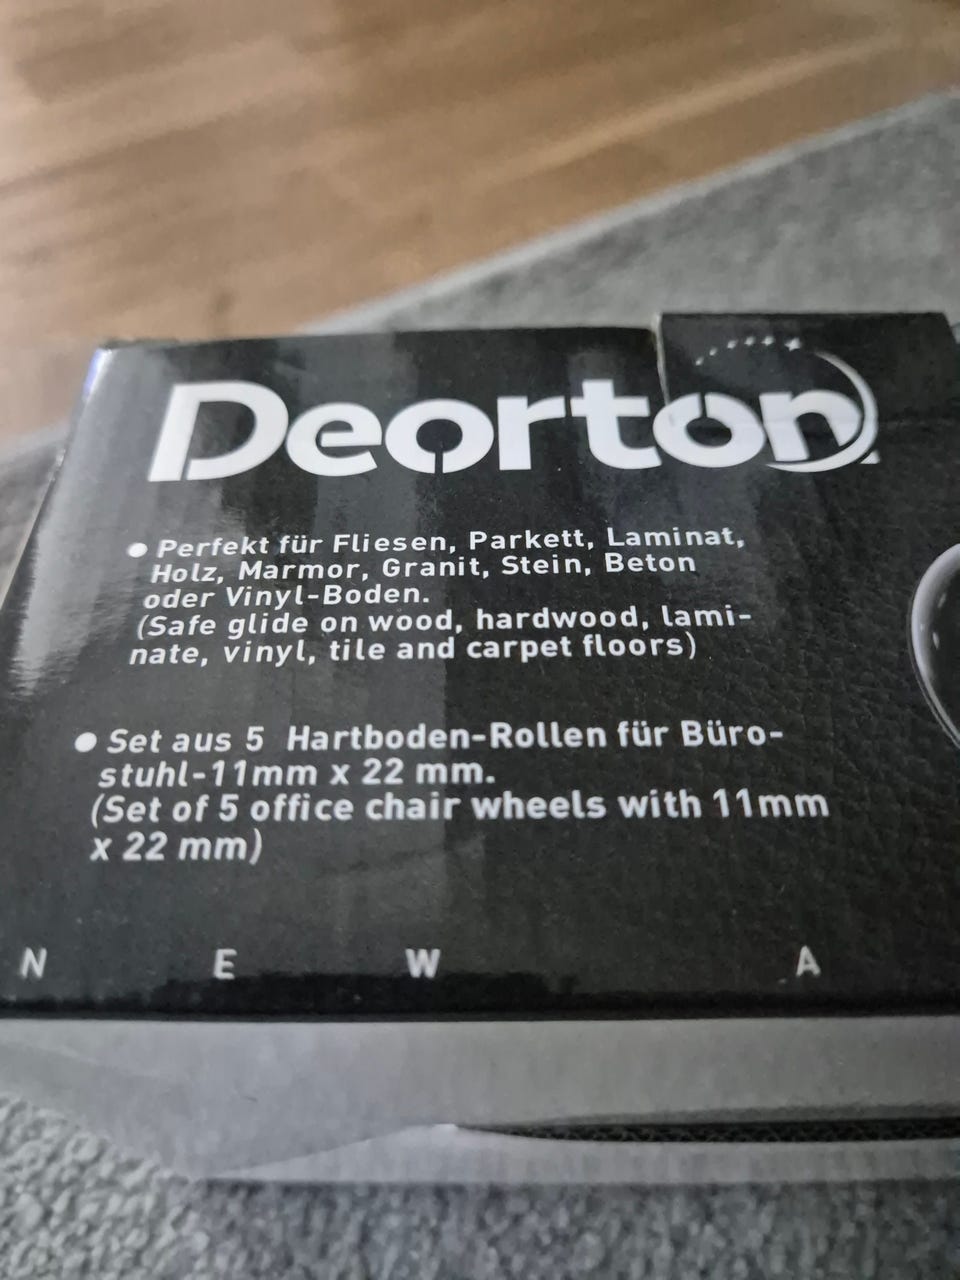 Deorton
● Perfekt für Fliesen, Parkett, Laminat,
Holz, Marmor, Granit, Stein, Beton
oder Vinyl-Boden.
(Safe glide on wood, hardwood, lami-
nate, vinyl, tile and carpet floors)
● Set aus 5 Hartboden-Rollen für Büro-
stuhl-11mm x 22 mm.
(Set of 5 office chair wheels with 11mm
x 22 mm)
N E W A